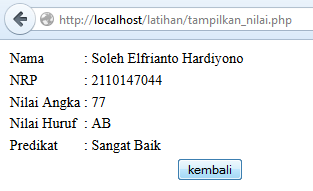 http://localhost/latihan/tampilkan_nilai.php
Nama : Soleh Elfrianto Hardiyono
NRP : 2110147044
Nilai Angka : 77
Nilai Huruf : AB
Predikat : Sangat Baik
kembali